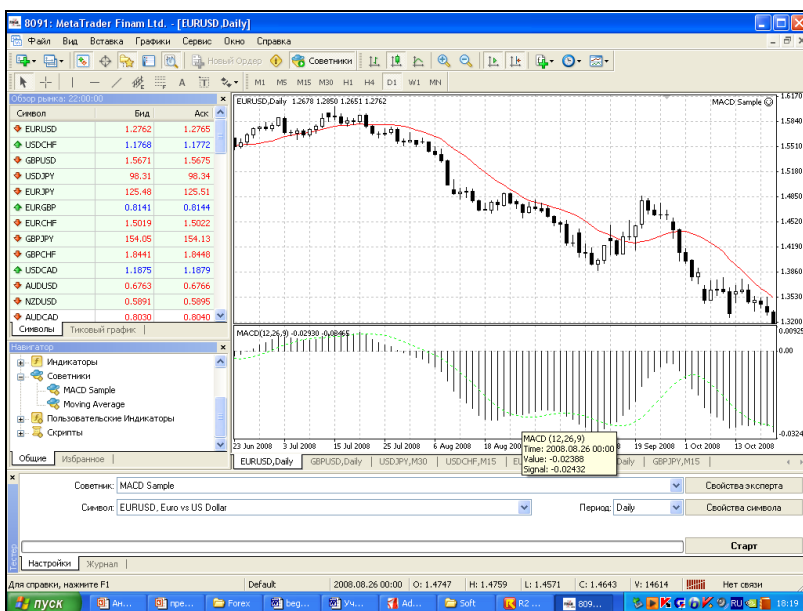 8091: MetaTrader Finam Ltd. - [EURUSD,Daily]
Файл Вид Вставка Графики Сервис Окно Справка
Новый Ордер Советники
M1 M5 M15 M30 H1 H4 D1 W1 MN
Обзор рынка: 22:00:00
Символ Бид Аск
EURUSD 1.2762 1.2765
USDCHF 1.1768 1.1772
GBPUSD 1.5671 1.5675
USDJPY 98.31 98.34
EURJPY 125.48 125.51
EURGBP 0.8141 0.8144
EURCHF 1.5019 1.5022
GBPJPY 154.05 154.13
GBPCHF 1.8441 1.8448
USDCAD 1.1875 1.1879
AUDUSD 0.6763 0.6766
NZDUSD 0.5891 0.5895
AUDCAD 0.8030 0.8040
Символы Тиковый график
Навигатор
Индикаторы
Советники
MACD Sample
Moving Average
Пользовательские Индикаторы
Скрипты
Общие Избранное
EURUSD,Daily 1.2678 1.2850 1.2651 1.2762
MACD Sample
1.6170
1.5840
1.5510
1.5180
1.4850
1.4520
1.4190
1.3860
1.3530
1.3200
MACD(12,26,9) -0.02930 -0.03465
0.00925
0.00
-0.0324
23 Jun 2008 3 Jul 2008 15 Jul 2008 25 Jul 2008 6 Aug 2008 18 Aug 19 Sep 2008 1 Oct 2008 13 Oct 2008
MACD (12,26,9)
Time: 2008.08.26 00:00
Value: -0.02388
Signal: -0.02432
EURUSD,Daily GBPUSD,Daily USDJPY,M30 USDCHF,M15 Daily GBPJPY,M15
Тестер
Советник: MACD Sample Свойства эксперта
Символ: EURUSD, Euro vs US Dollar Период: Daily Свойства символа
Старт
Настройки Журнал
Для справки, нажмите F1 Default 2008.08.26 00:00 O: 1.4747 H: 1.4759 L: 1.4571 C: 1.4643 V: 14614 Нет связи
пуск Ан... пре... Forex beg... Уч... Ad... Soft R2 ... 809... RU 18:19